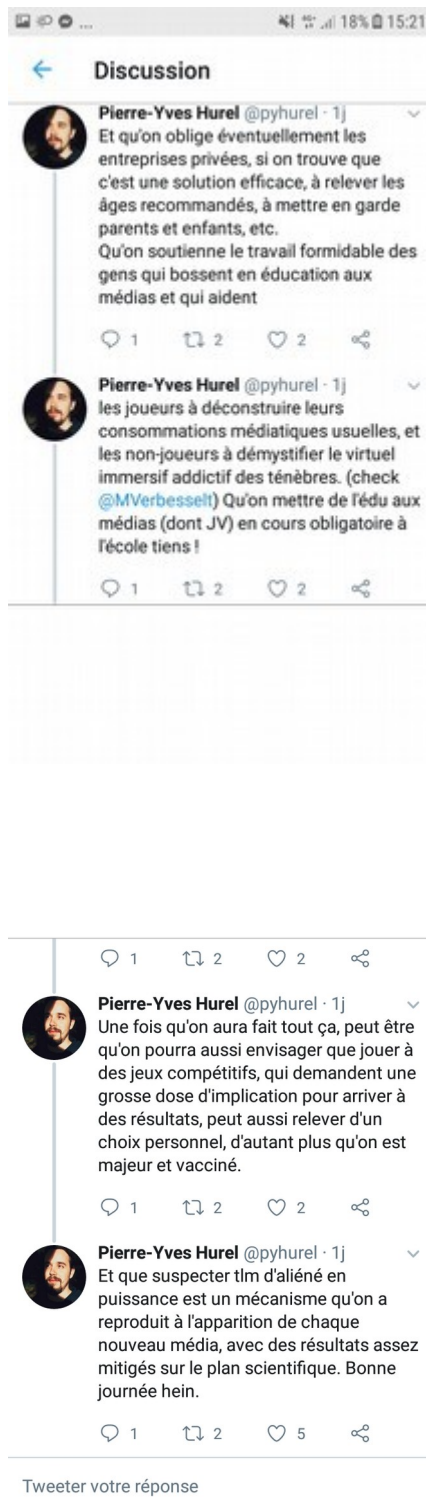 ... 18% 15:21
Discussion
Pierre-Yves Hurel @pyhurel · 1j
Et qu'on oblige éventuellement les
entreprises privées, si on trouve que
c'est une solution efficace, à relever les
âges recommandés, à mettre en garde
parents et enfants, etc.
Qu'on soutienne le travail formidable des
gens qui bossent en éducation aux
médias et qui aident
1 2 2
Pierre-Yves Hurel @pyhurel · 1j
les joueurs à déconstruire leurs
consommations médiatiques usuelles, et
les non-joueurs à démystifier le virtuel
immersif addictif des ténèbres. (check
@MVerbesselt) Qu'on mettre de l'édu aux
médias (dont JV) en cours obligatoire à
l'école tiens !
1 2 2
1 2 2
Pierre-Yves Hurel @pyhurel · 1j
Une fois qu'on aura fait tout ça, peut être
qu'on pourra aussi envisager que jouer à
des jeux compétitifs, qui demandent une
grosse dose d'implication pour arriver à
des résultats, peut aussi relever d'un
choix personnel, d'autant plus qu'on est
majeur et vacciné.
1 2 2
Pierre-Yves Hurel @pyhurel · 1j
Et que suspecter tlm d'aliéné en
puissance est un mécanisme qu'on a
reproduit à l'apparition de chaque
nouveau média, avec des résultats assez
mitigés sur le plan scientifique. Bonne
journée hein.
1 2 5
Tweeter votre réponse